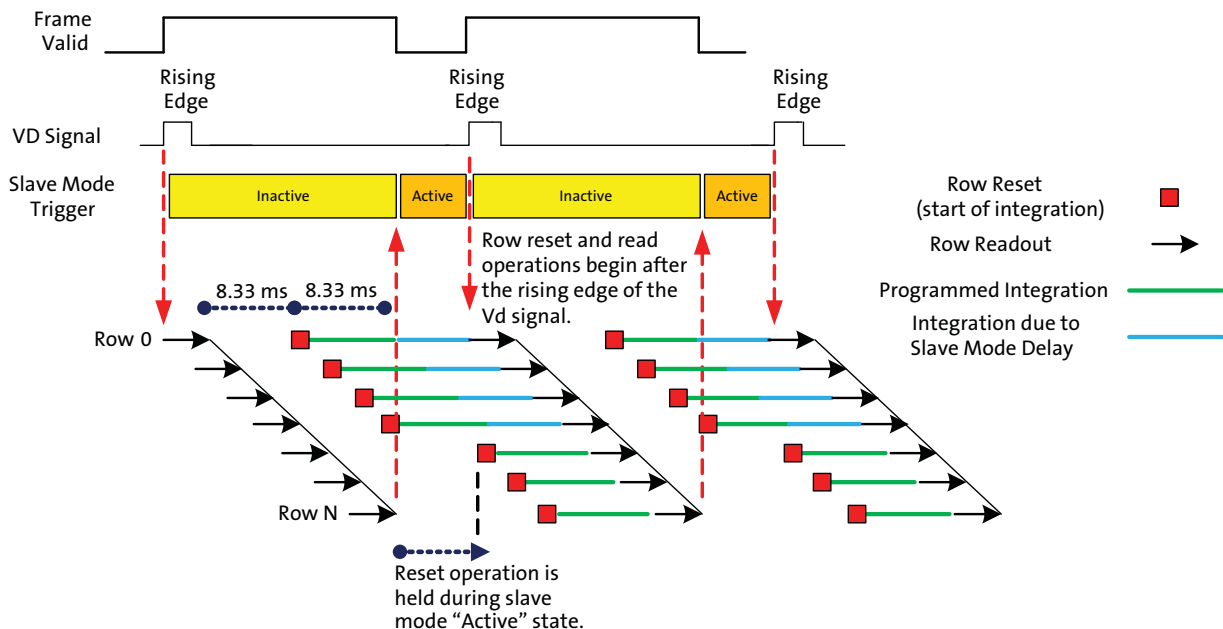 Frame
Valid
Rising
Edge
Rising
Edge
Rising
Edge
VD Signal
Slave Mode
Trigger
Inactive
Active
Inactive
Active
Row Reset
(start of integration)
Row Readout
Programmed Integration
Integration due to
Slave Mode Delay
Row reset and read
operations begin after
the rising edge of the
Vd signal.
8.33 ms
8.33 ms
Row 0
Row N
Reset operation is
held during slave
mode “Active” state.